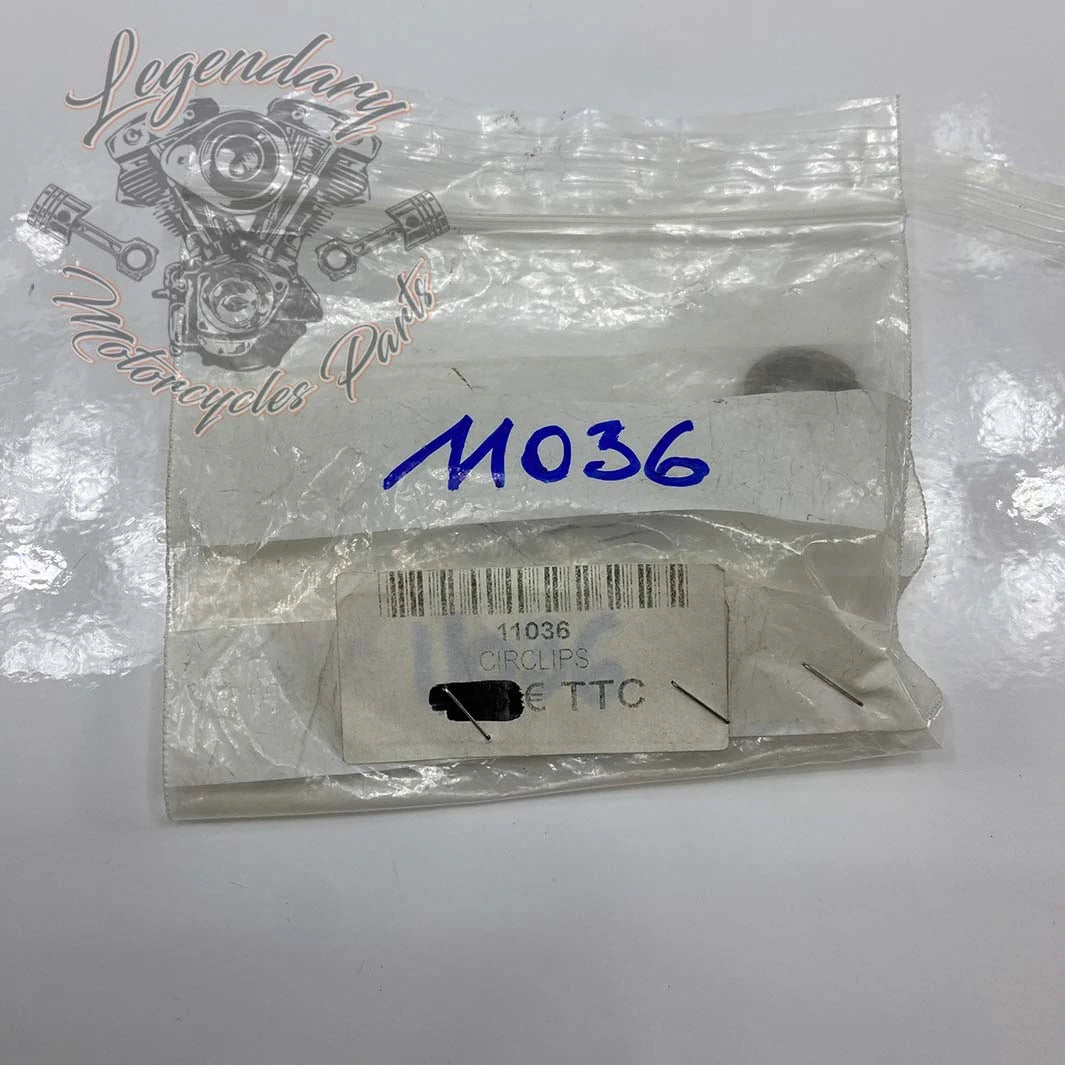 Legendary
Motorcycles Parts
11036
11036
CIRCLIPS
€ TTC